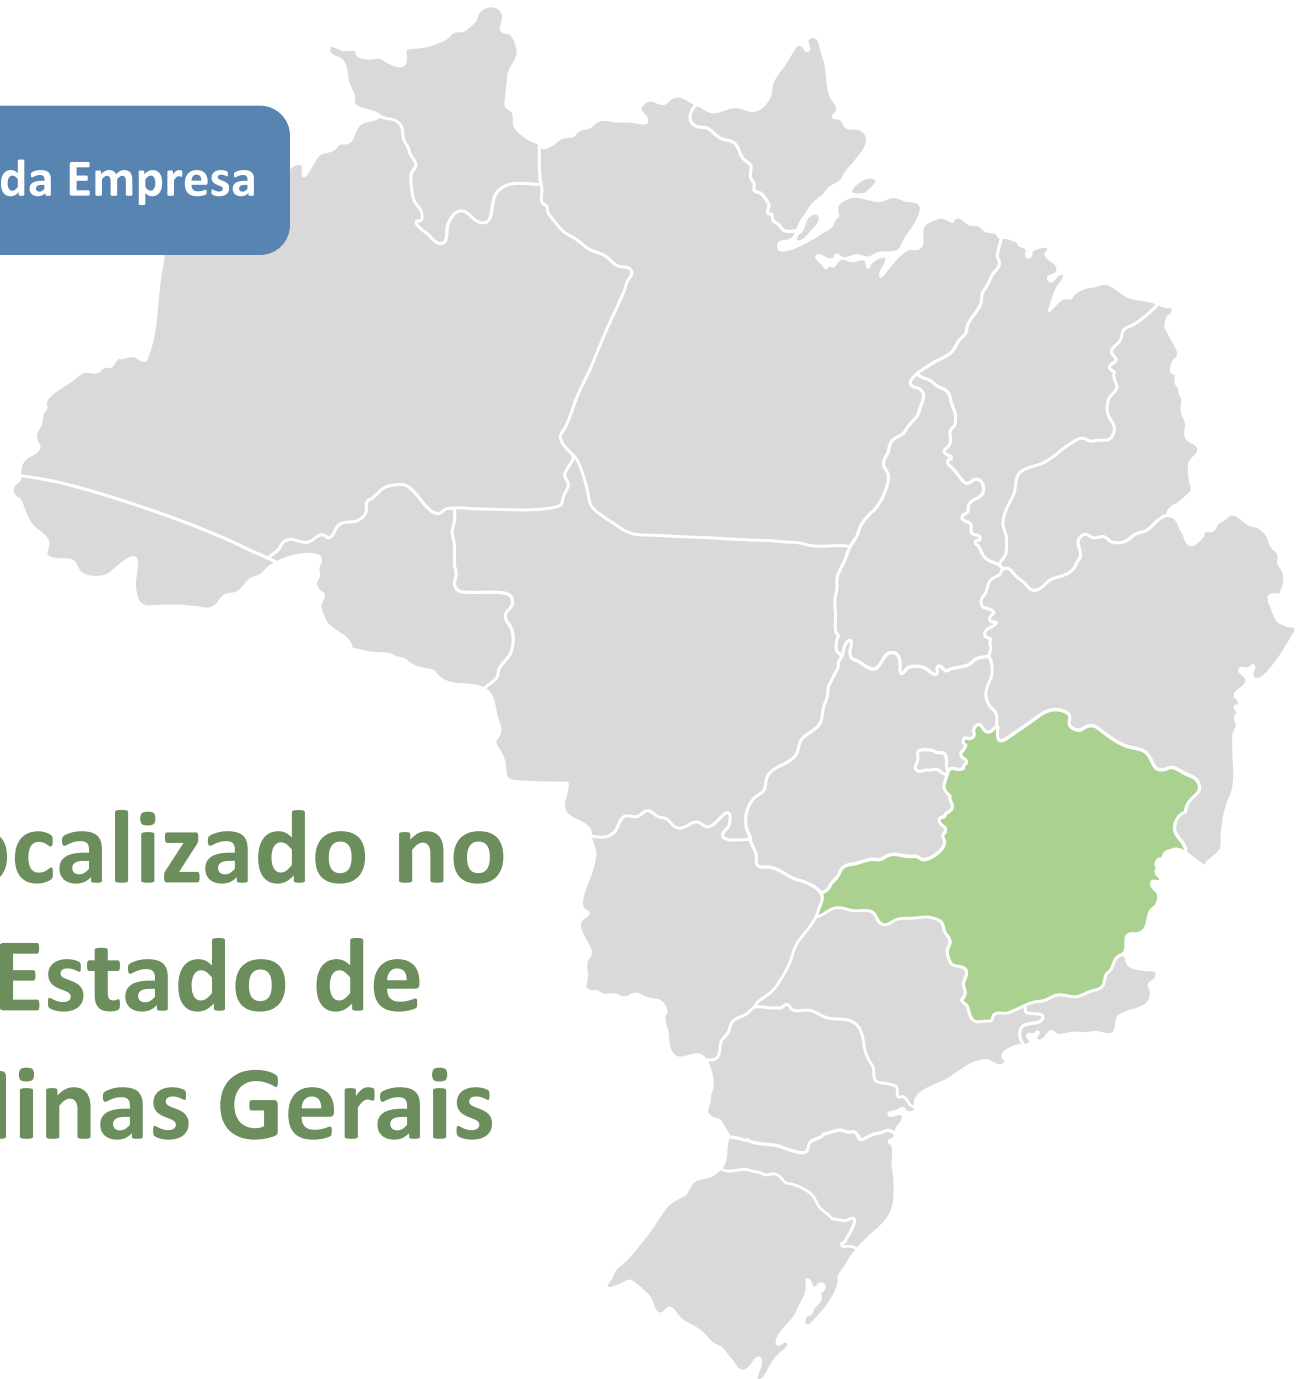 da Empresa
ocalizado no
Estado de
linas Gerais